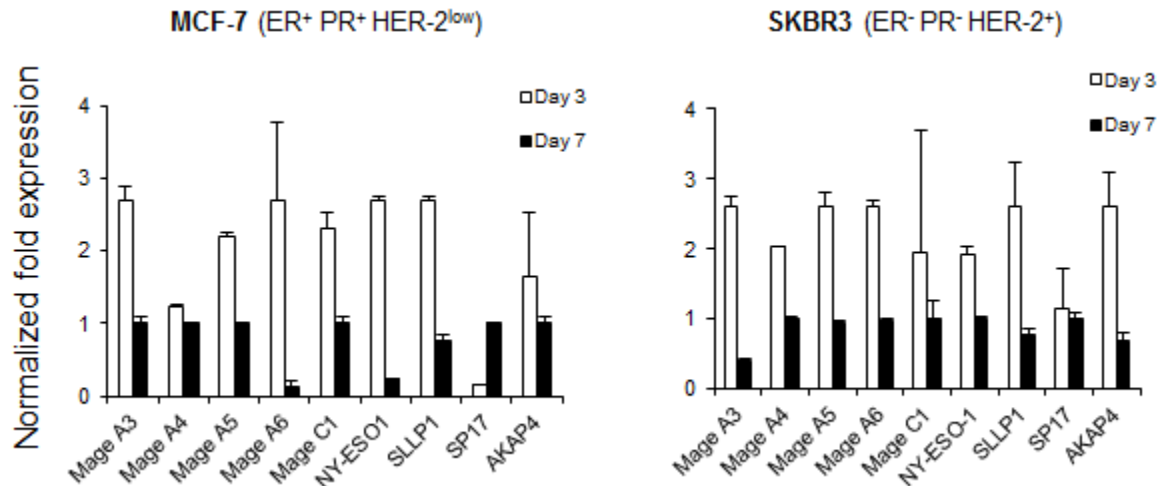 MCF-7 (ER⁺ PR⁺ HER-2ˡᵒʷ)
SKBR3 (ER⁻ PR⁻ HER-2⁺)
Normalized fold expression
4
3
2
1
0
Day 3
Day 7
Mage A3
Mage A4
Mage A5
Mage A6
Mage C1
NY-ESO1
SLLP1
SP17
AKAP4
4
3
2
1
0
Day 3
Day 7
Mage A3
Mage A4
Mage A5
Mage A6
Mage C1
NY-ESO-1
SLLP1
SP17
AKAP4